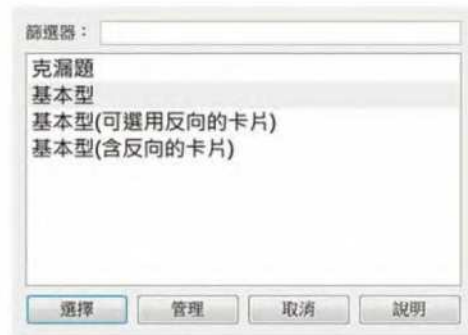 篩選器：
克漏題
基本型
基本型(可選用反向的卡片)
基本型(含反向的卡片)
選擇 管理 取消 說明